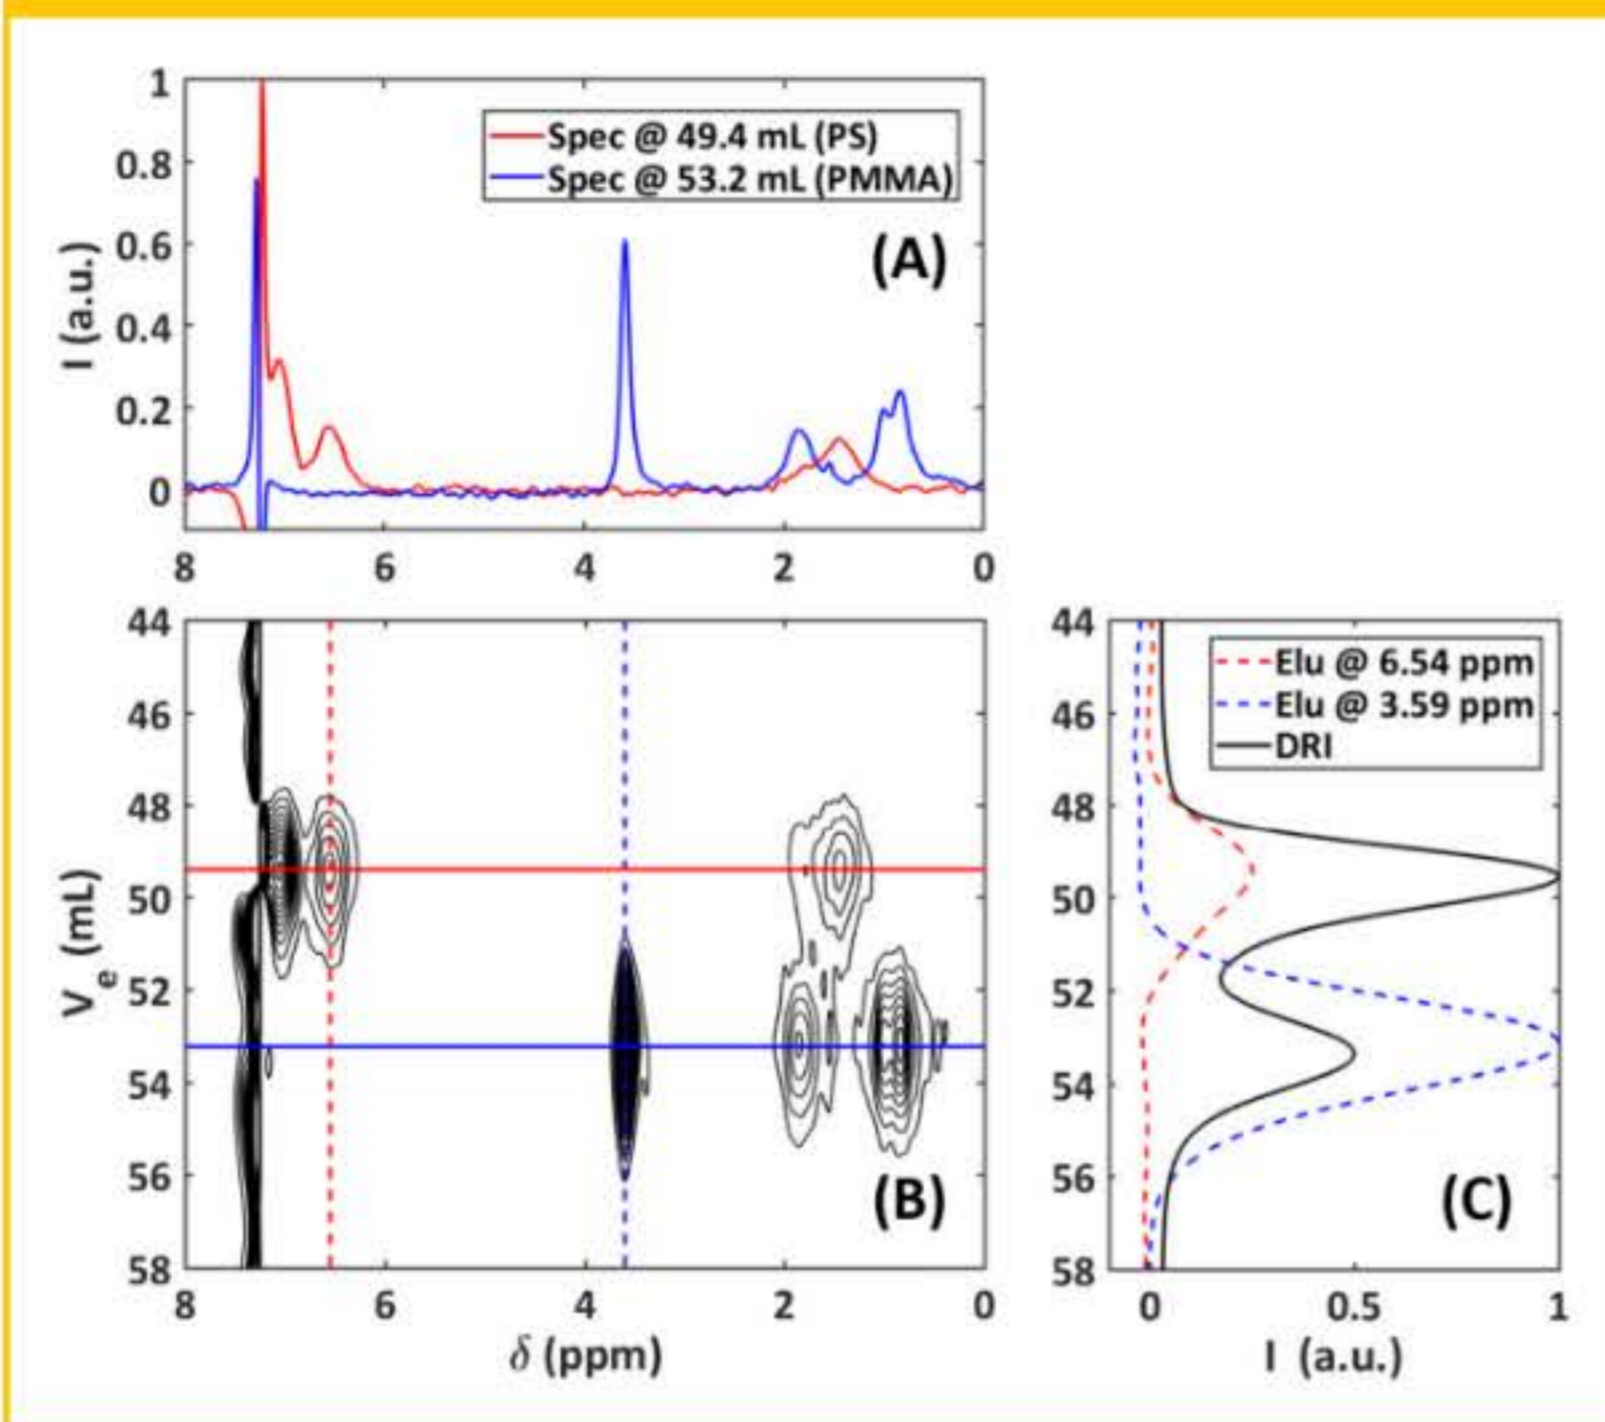 1
0.8
0.6
0.4
0.2
0
I (a.u.)
Spec @ 49.4 mL (PS)
Spec @ 53.2 mL (PMMA)
(A)
8 6 4 2 0
44
46
48
50
52
54
56
58
V_e (mL)
(B)
8 6 4 2 0
δ (ppm)
44
46
48
50
52
54
56
58
Elu @ 6.54 ppm
Elu @ 3.59 ppm
DRI
(C)
0 0.5 1
I (a.u.)